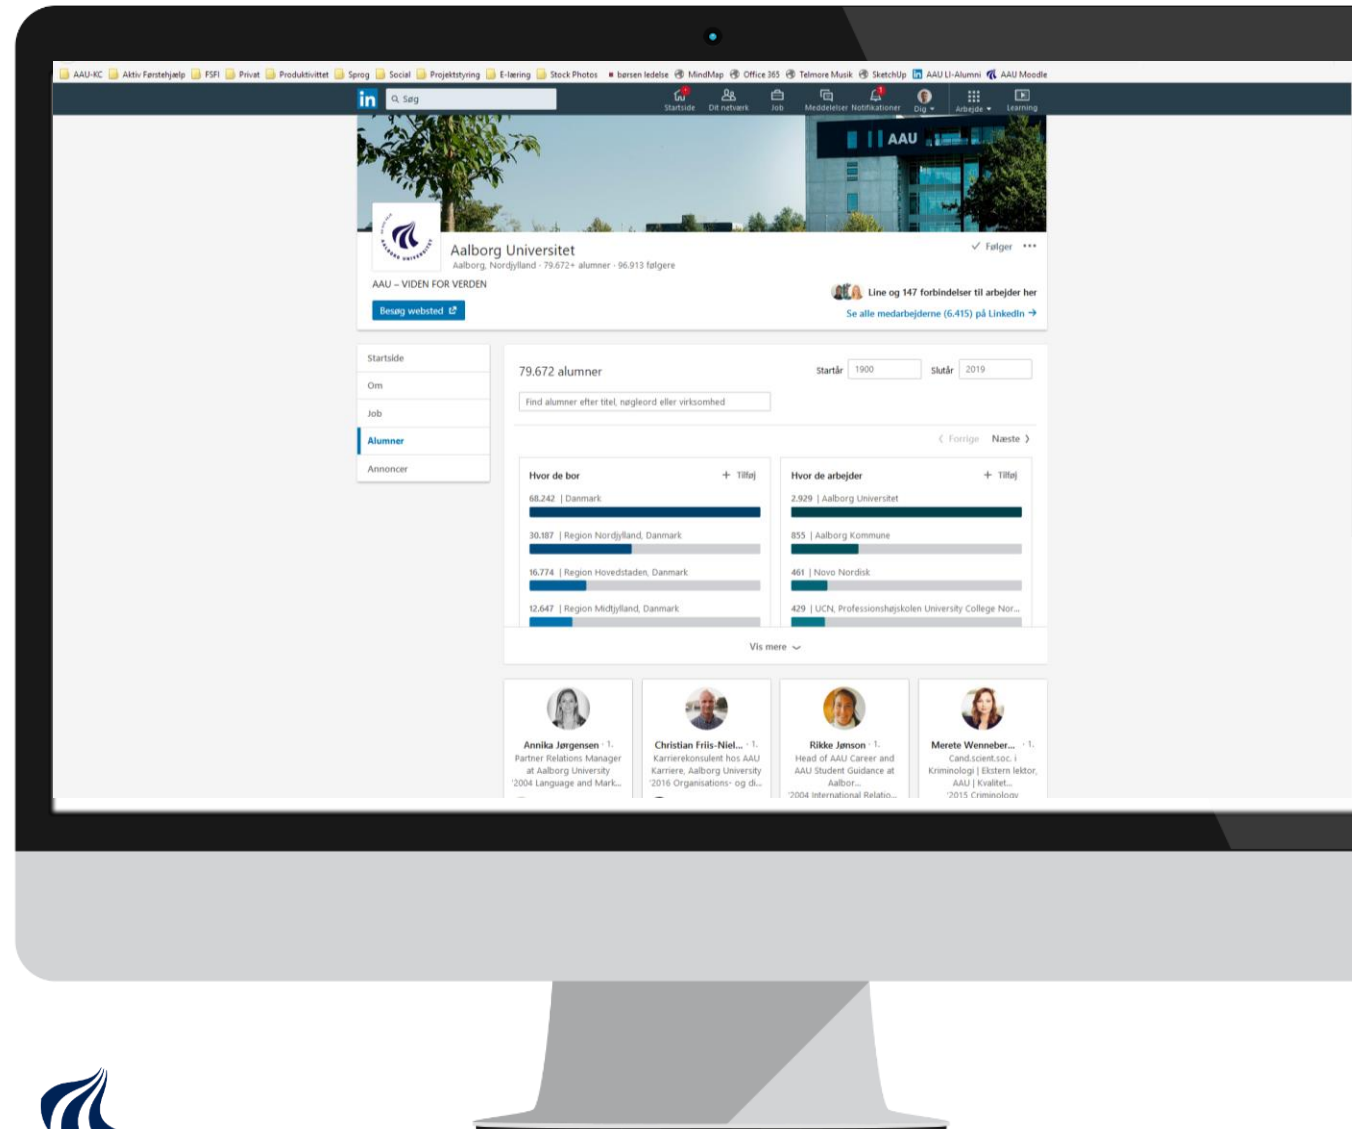 AAU-KC Aktiv Førstehjælp FSFI Privat Produktivittet Sprog Social Projektstyring E-læring Stock Photos børsen ledelse MindMap Office 365 Telmore Musik SketchUp AAU LI-Alumni AAU Moodle
in Søg Startside Dit netværk Job Meddelelser Notifikationer Dig Arbejde Learning
AAU
AALBORG UNIVERSITET
Aalborg Universitet
✓ Følger •••
Aalborg, Nordjylland · 79.672+ alumner · 96.913 følgere
AAU – VIDEN FOR VERDEN
Line og 147 forbindelser til arbejder her
Besøg websted
Se alle medarbejderne (6.415) på LinkedIn →
Startside
Om
Job
Alumner
Annoncer
79.672 alumner
Startår 1900 Slutår 2019
Find alumner efter titel, nøgleord eller virksomhed
Forrige Næste
Hvor de bor + Tilføj
68.242 | Danmark
30.187 | Region Nordjylland, Danmark
16.774 | Region Hovedstaden, Danmark
12.647 | Region Midtjylland, Danmark
Hvor de arbejder + Tilføj
2.929 | Aalborg Universitet
855 | Aalborg Kommune
461 | Novo Nordisk
429 | UCN, Professionshøjskolen University College Nor...
Vis mere
Annika Jørgensen · 1.
Partner Relations Manager
at Aalborg University
'2004 Language and Mark...
Christian Friis-Niel... · 1.
Karrierekonsulent hos AAU
Karriere, Aalborg University
'2016 Organisations- og di...
Rikke Jønson · 1.
Head of AAU Career and
AAU Student Guidance at
Aalbor...
'2004 International Relatio...
Merete Wenneber... · 1.
Cand.scient.soc. i
Kriminologi | Ekstern lektor,
AAU | Kvalitet...
'2015 Criminology